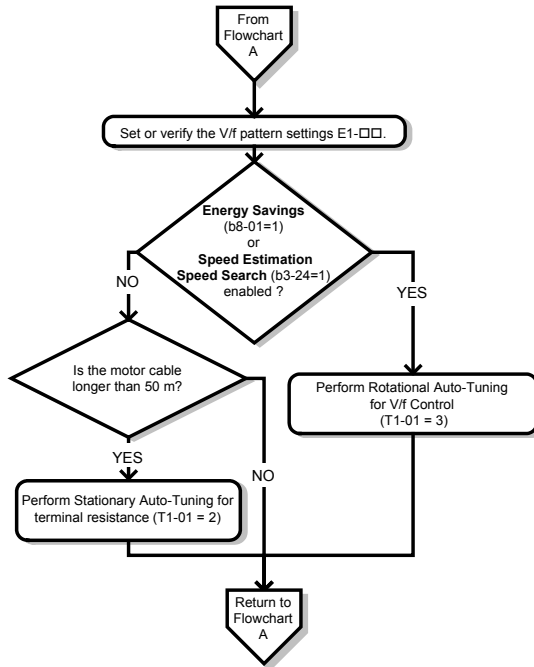 From
Flowchart
A
Set or verify the V/f pattern settings E1-□□.
Energy Savings
(b8-01=1)
or
Speed Estimation
Speed Search (b3-24=1)
enabled ?
NO
YES
Is the motor cable
longer than 50 m?
Perform Rotational Auto-Tuning
for V/f Control
(T1-01 = 3)
YES
NO
Perform Stationary Auto-Tuning for
terminal resistance (T1-01 = 2)
Return to
Flowchart
A